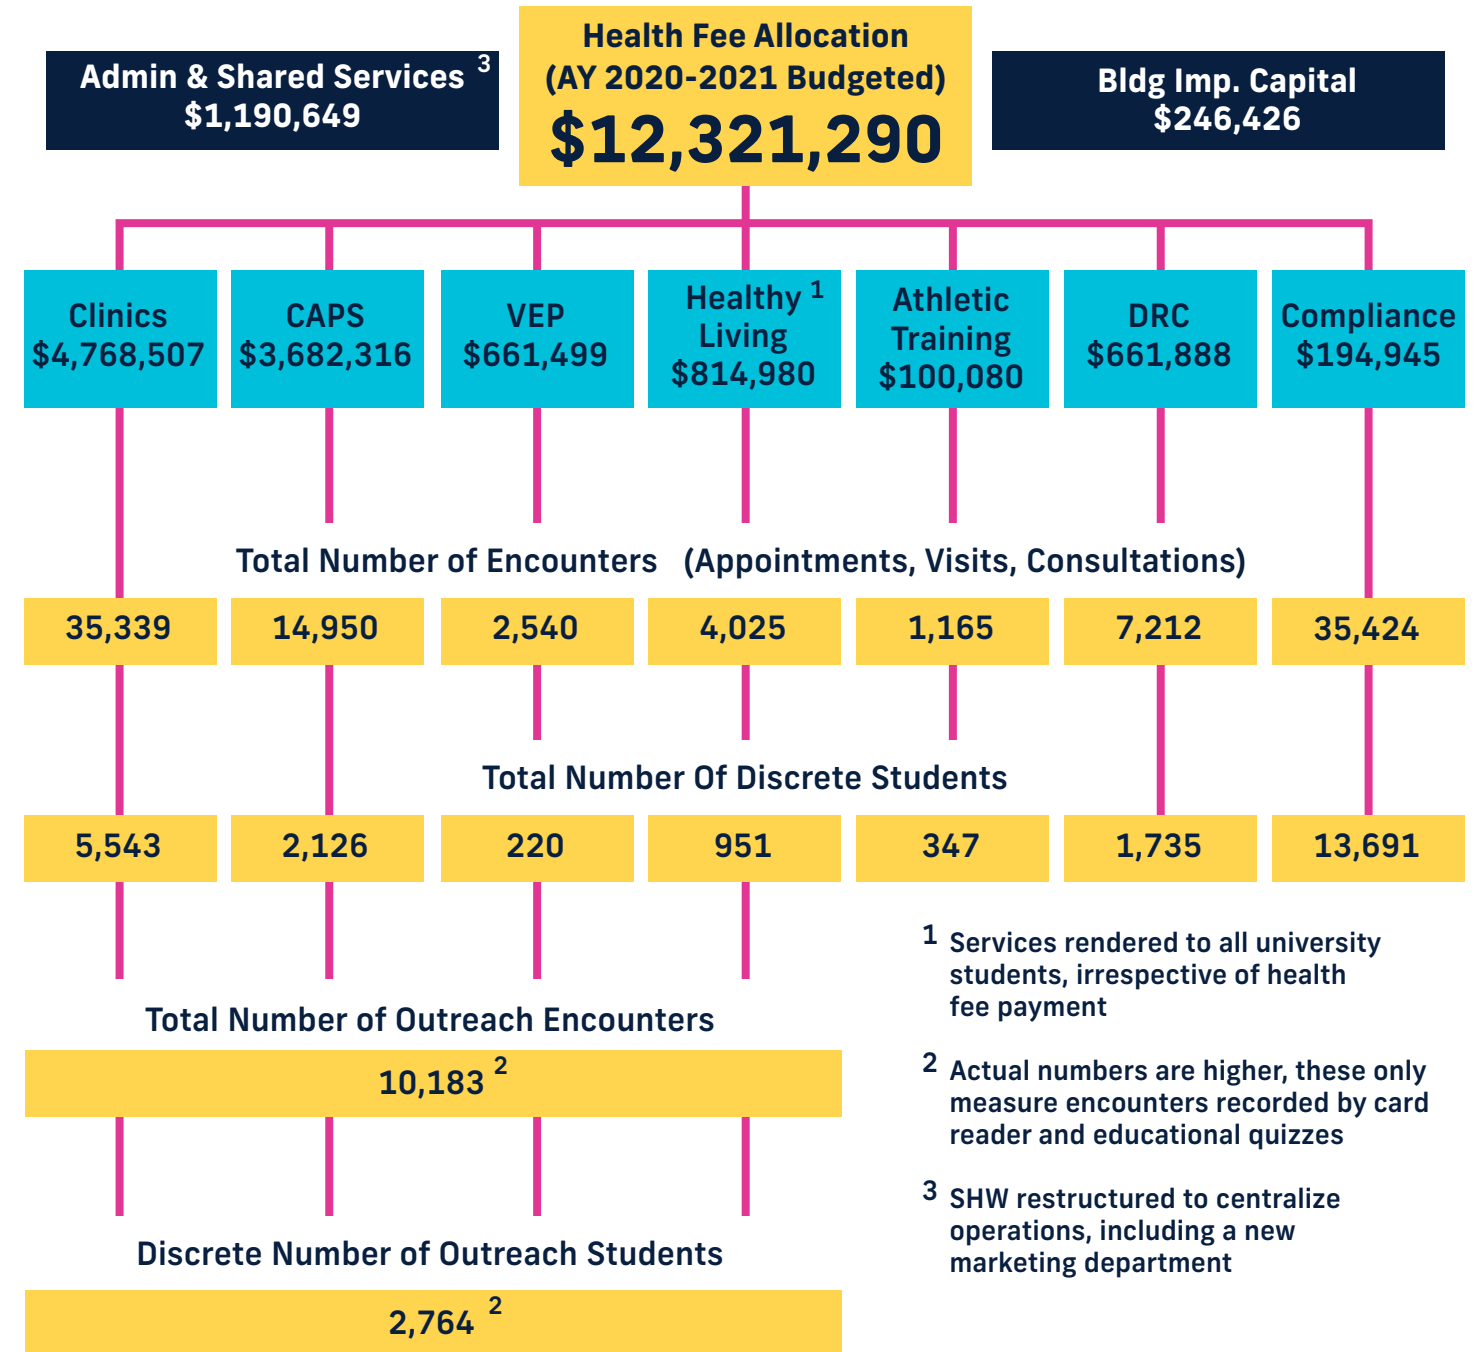 Health Fee Allocation
(AY 2020-2021 Budgeted)
$12,321,290
Admin & Shared Services 3
$1,190,649
Bldg Imp. Capital
$246,426
Clinics
$4,768,507
CAPS
$3,682,316
VEP
$661,499
Healthy 1
Living
$814,980
Athletic
Training
$100,080
DRC
$661,888
Compliance
$194,945
Total Number of Encounters (Appointments, Visits, Consultations)
35,339
14,950
2,540
4,025
1,165
7,212
35,424
Total Number Of Discrete Students
5,543
2,126
220
951
347
1,735
13,691
Total Number of Outreach Encounters
10,183 2
Discrete Number of Outreach Students
2,764 2
1 Services rendered to all university
students, irrespective of health
fee payment
2 Actual numbers are higher, these only
measure encounters recorded by card
reader and educational quizzes
3 SHW restructured to centralize
operations, including a new
marketing department